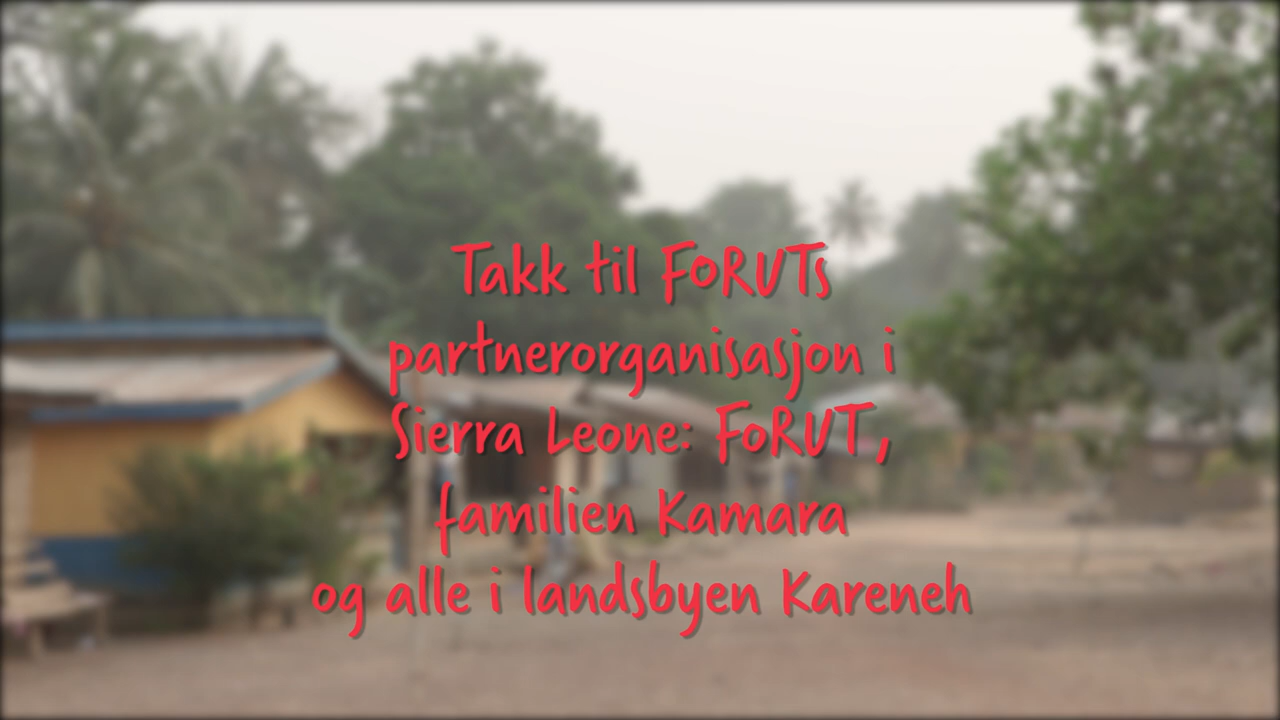 Takk til FORUTs
partnerorganisasjon i
Sierra Leone: FoRUT,
familien Kamara
og alle i landsbyen Kareneh